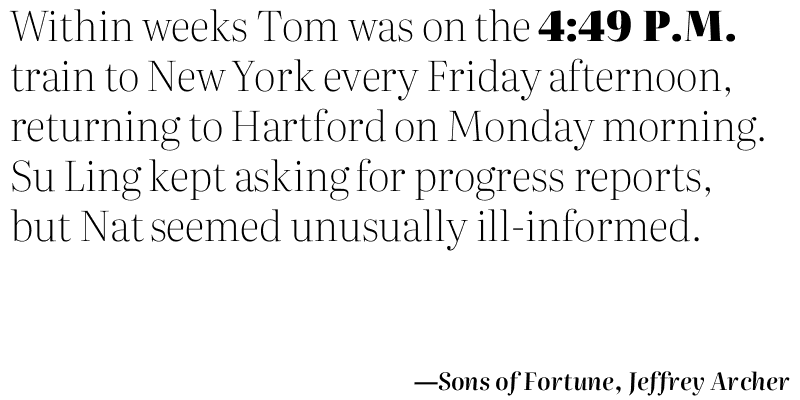 Within weeks Tom was on the 4:49 P.M.
train to New York every Friday afternoon,
returning to Hartford on Monday morning.
Su Ling kept asking for progress reports,
but Nat seemed unusually ill-informed.
—Sons of Fortune, Jeffrey Archer